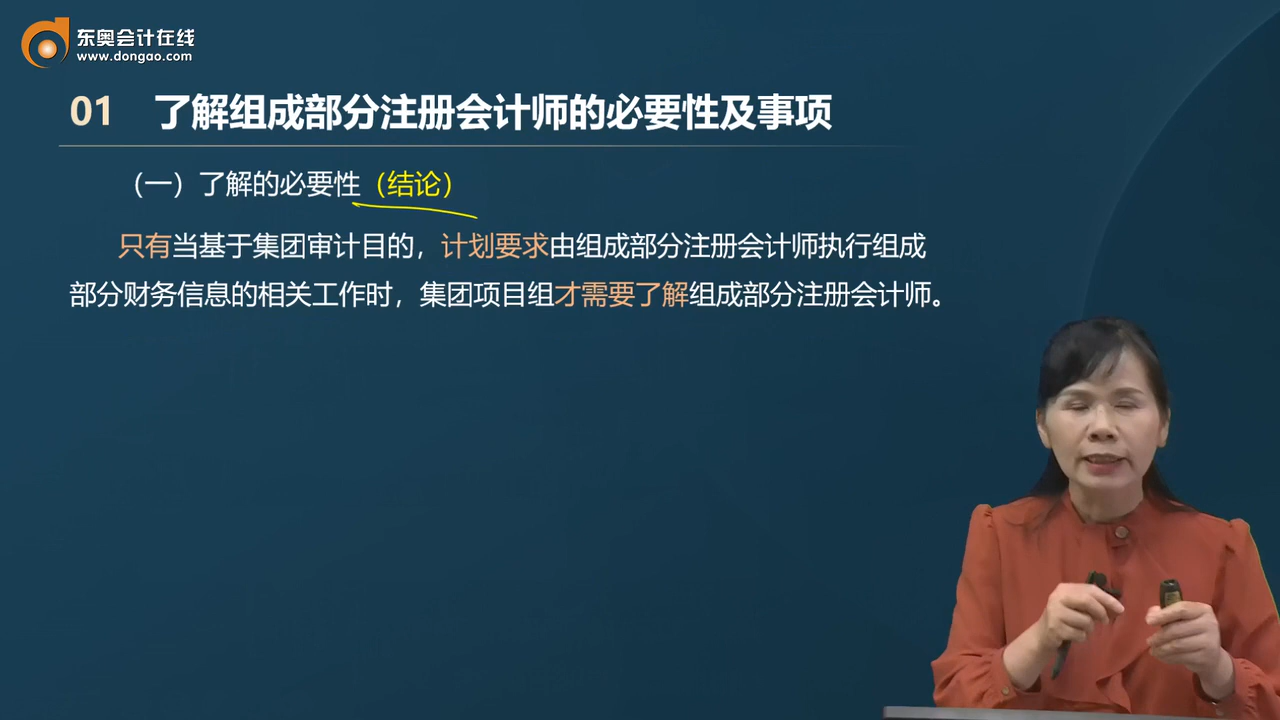 东奥会计在线
www.dongao.com
01 了解组成部分注册会计师的必要性及事项
（一）了解的必要性（结论）
只有当基于集团审计目的，计划要求由组成部分注册会计师执行组成
部分财务信息的相关工作时，集团项目组才需要了解组成部分注册会计师。